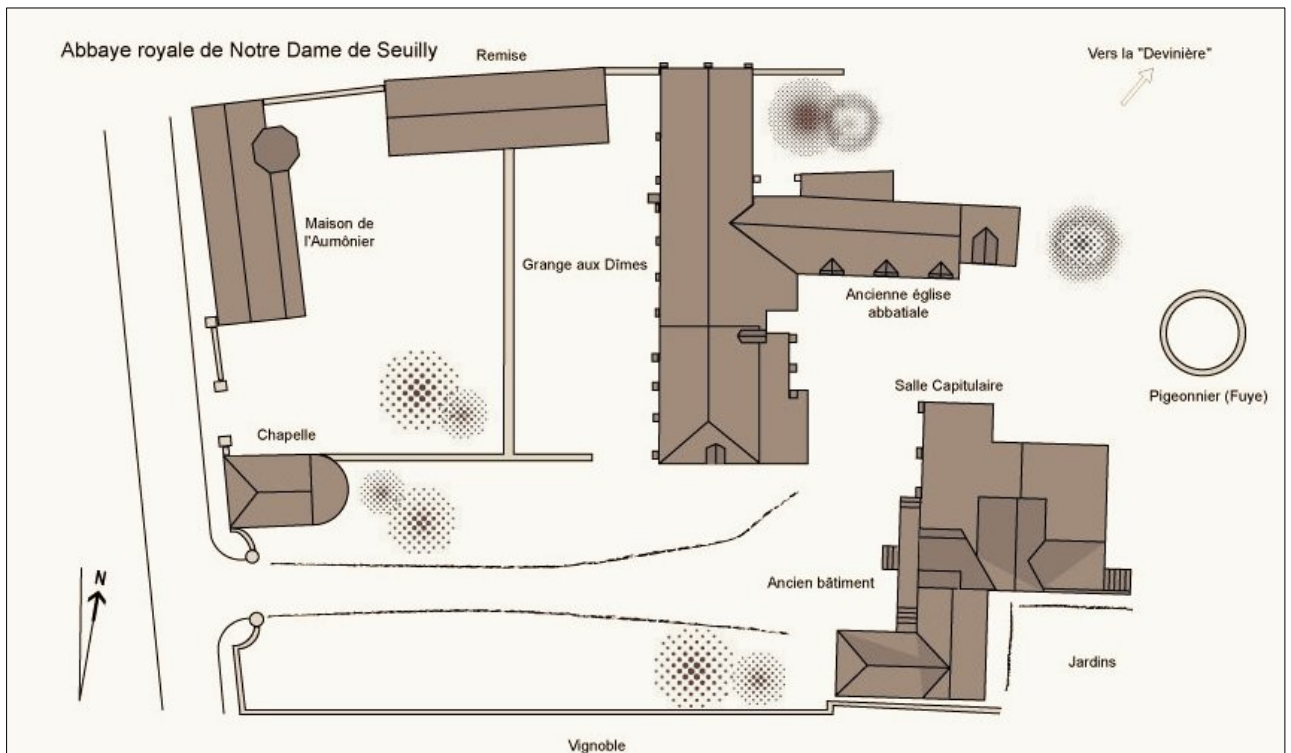 Abbaye royale de Notre Dame de Seuilly
Remise
Vers la "Devinière"
Maison de
l'Aumônier
Grange aux Dîmes
Ancienne église
abbatiale
Pigeonnier (Fuye)
Salle Capitulaire
Chapelle
N
Ancien bâtiment
Jardins
Vignoble